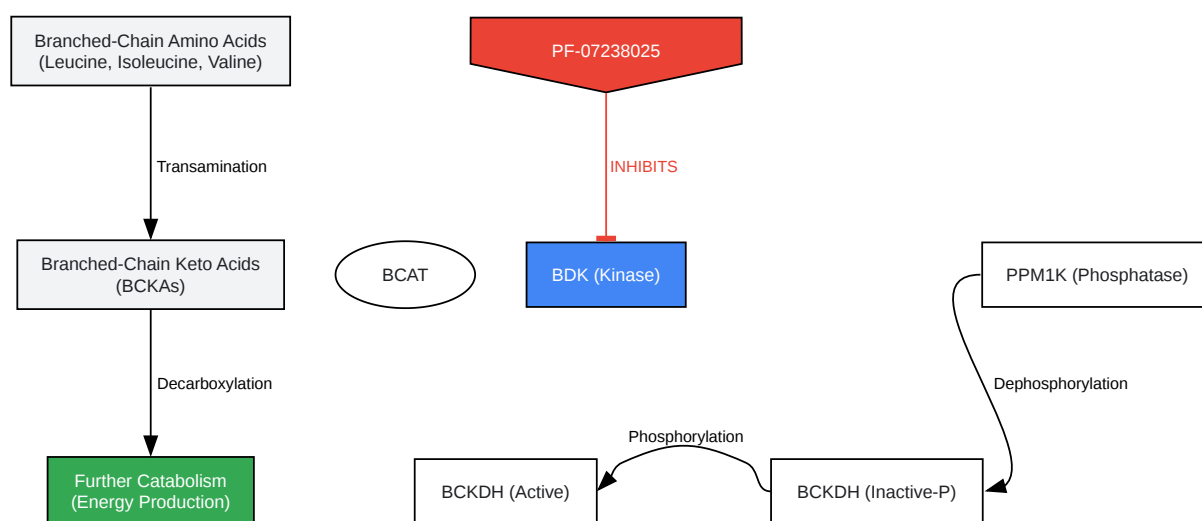 Branched-Chain Amino Acids
(Leucine, Isoleucine, Valine)
PF-07238025
Transamination
INHIBITS
Branched-Chain Keto Acids
(BCKAs)
BCAT
BDK (Kinase)
PPM1K (Phosphatase)
Decarboxylation
Dephosphorylation
Phosphorylation
Further Catabolism
(Energy Production)
BCKDH (Active)
BCKDH (Inactive-P)